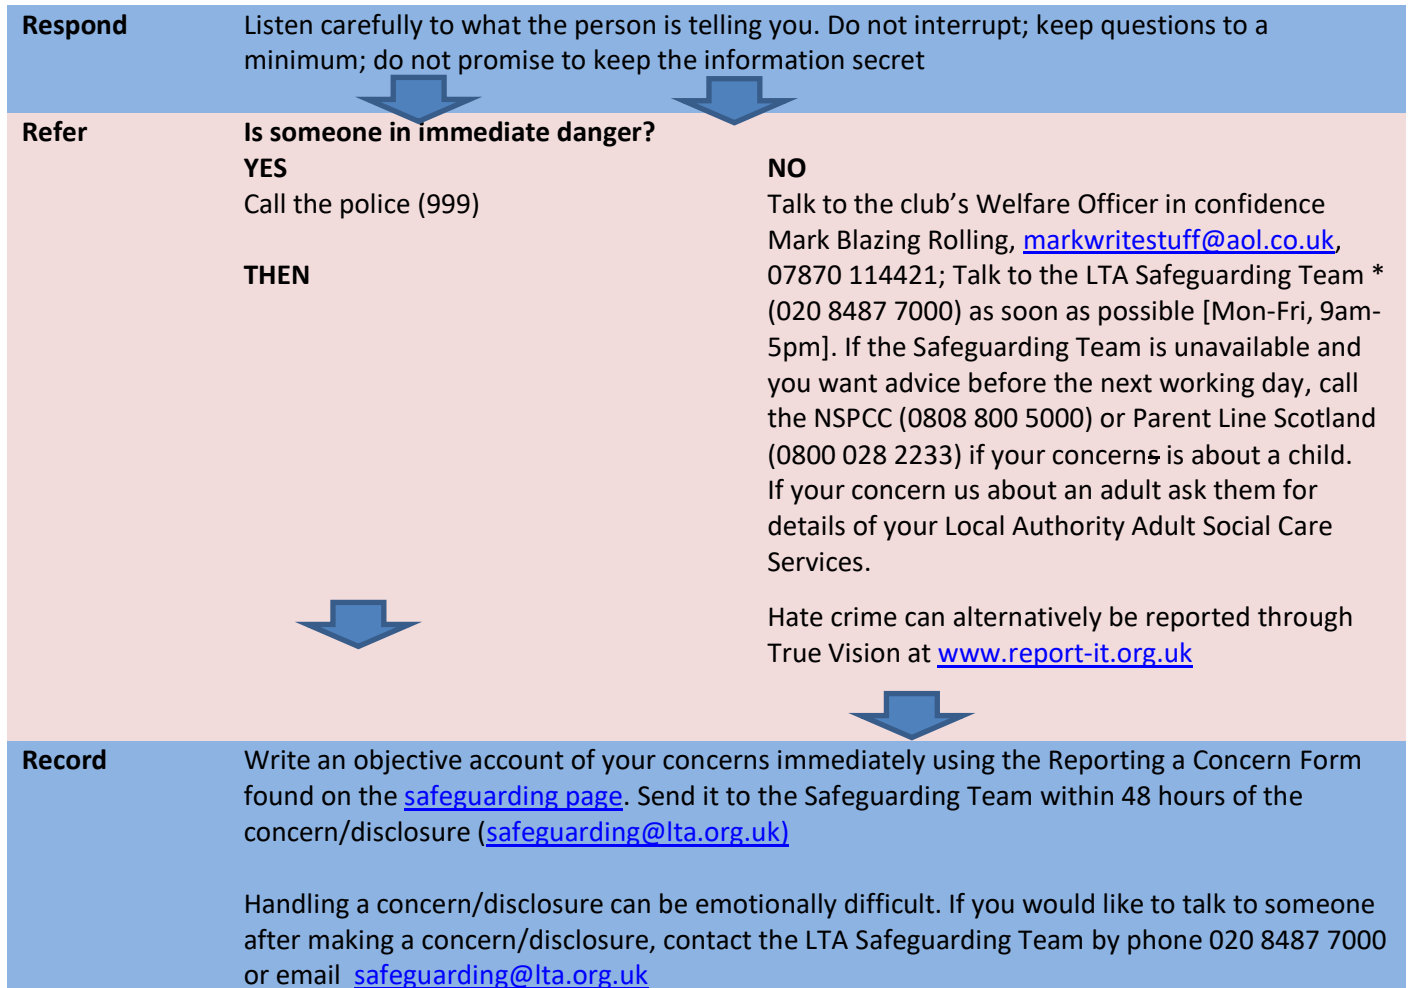 Respond
Listen carefully to what the person is telling you. Do not interrupt; keep questions to a
minimum; do not promise to keep the information secret
Refer
Is someone in immediate danger?
YES
Call the police (999)
THEN
NO
Talk to the club’s Welfare Officer in confidence
Mark Blazing Rolling, markwritestuff@aol.co.uk,
07870 114421; Talk to the LTA Safeguarding Team *
(020 8487 7000) as soon as possible [Mon-Fri, 9am-
5pm]. If the Safeguarding Team is unavailable and
you want advice before the next working day, call
the NSPCC (0808 800 5000) or Parent Line Scotland
(0800 028 2233) if your concerns is about a child.
If your concern us about an adult ask them for
details of your Local Authority Adult Social Care
Services.
Hate crime can alternatively be reported through
True Vision at www.report-it.org.uk
Record
Write an objective account of your concerns immediately using the Reporting a Concern Form
found on the safeguarding page. Send it to the Safeguarding Team within 48 hours of the
concern/disclosure (safeguarding@lta.org.uk)
Handling a concern/disclosure can be emotionally difficult. If you would like to talk to someone
after making a concern/disclosure, contact the LTA Safeguarding Team by phone 020 8487 7000
or email safeguarding@lta.org.uk